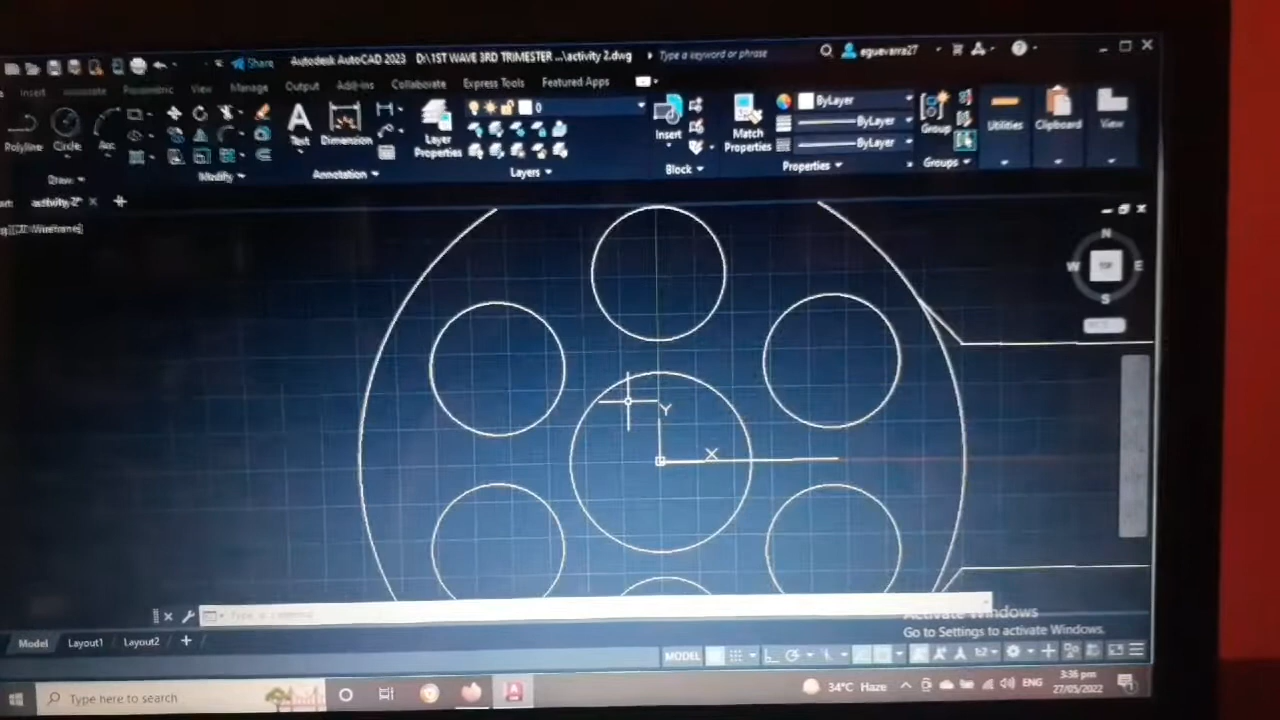 Share Autodesk AutoCAD 2023 D:\1ST WAVE 3RD TRIMESTER ...\activity 2.dwg Type a keyword or phrase eguevarra27
Insert Annotate Parametric View Manage Output Add-ins Collaborate Express Tools Featured Apps
Polyline Circle Arc A Text Dimension Layer Properties 0 Insert Match Properties ByLayer ByLayer ByLayer Group Utilities Clipboard View
Draw Modify Annotation Layers Block Properties Groups
activity 2*
N
W TOP E
S
Y
X
Type a command
Activate Windows
Go to Settings to activate Windows.
Model Layout1 Layout2 +
MODEL
Type here to search
34°C Haze ENG 3:36 pm
27/05/2022